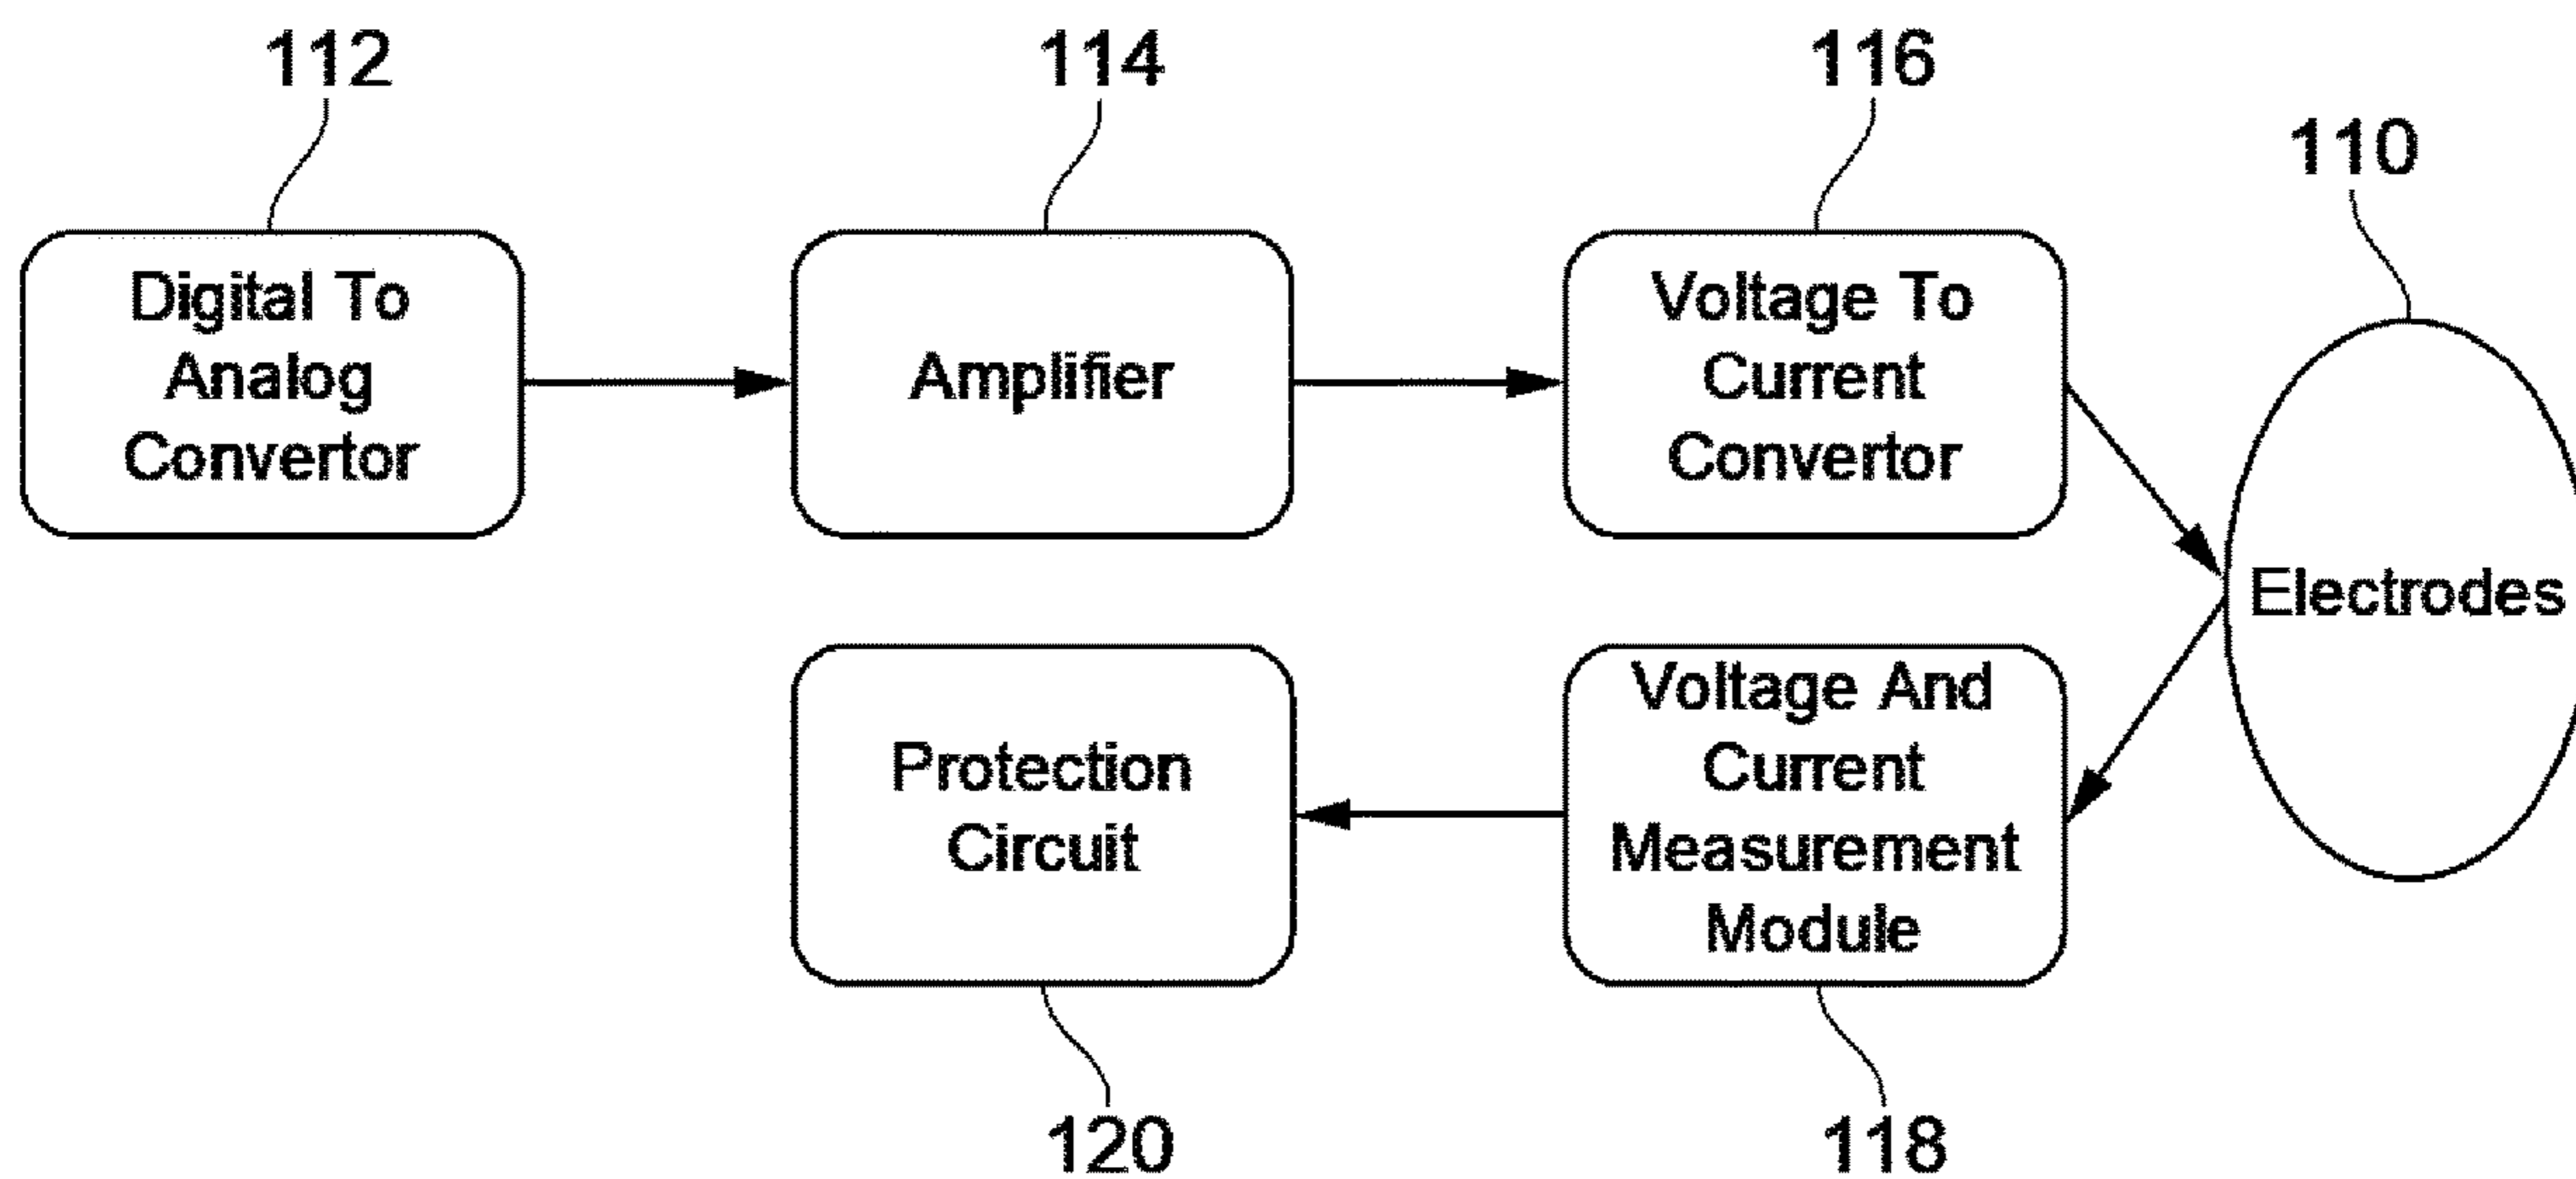 112
114
116
110
Digital To
Analog
Convertor
Amplifier
Voltage To
Current
Convertor
Electrodes
Protection
Circuit
Voltage And
Current
Measurement
Module
120
118